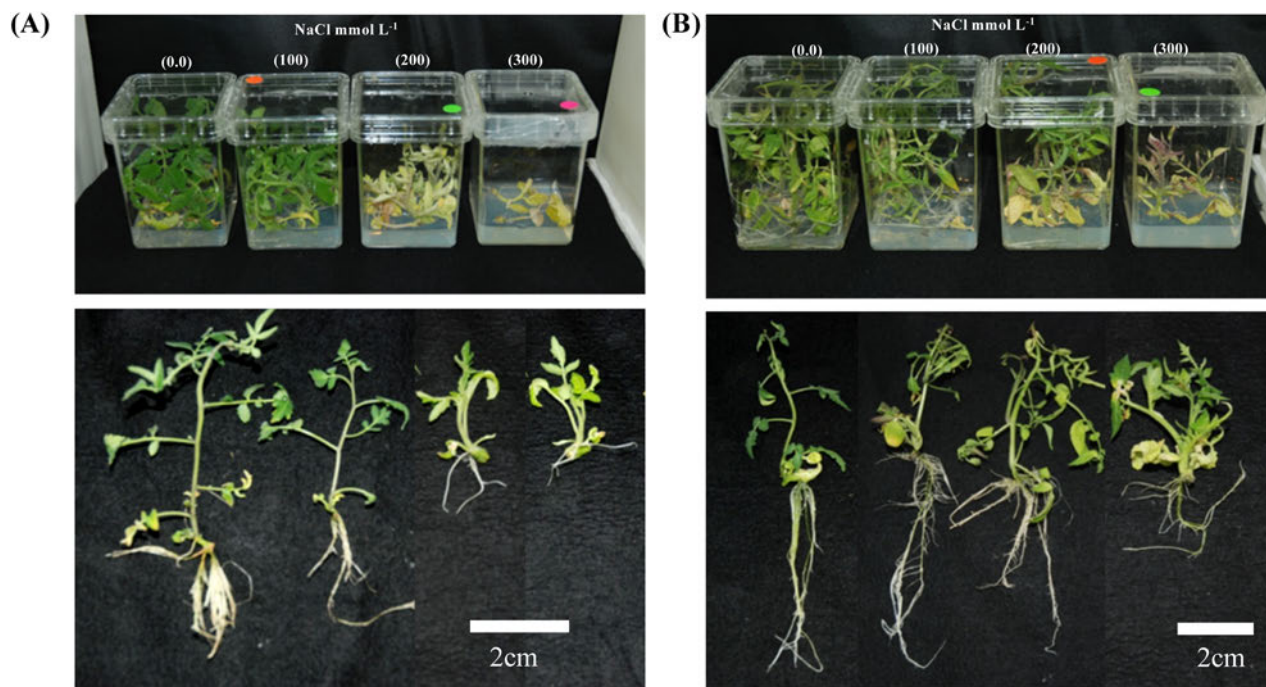 (A)
NaCl mmol L⁻¹
(0.0) (100) (200) (300)
2cm
(B)
NaCl mmol L⁻¹
(0.0) (100) (200) (300)
2cm